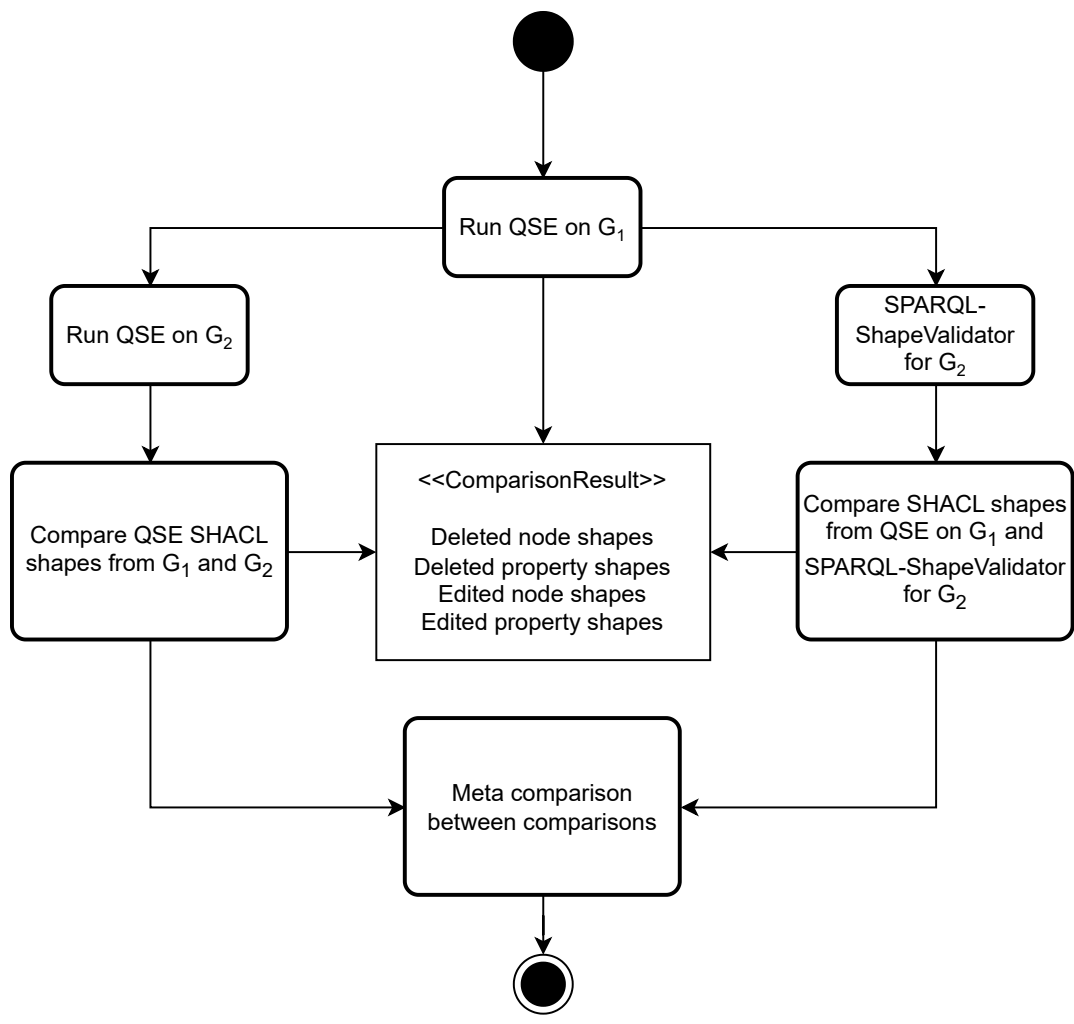 Run QSE on G₁
Run QSE on G₂
SPARQL-
ShapeValidator
for G₂
Compare QSE SHACL
shapes from G₁ and G₂
<<ComparisonResult>>
Deleted node shapes
Deleted property shapes
Edited node shapes
Edited property shapes
Compare SHACL shapes
from QSE on G₁ and
SPARQL-ShapeValidator
for G₂
Meta comparison
between comparisons